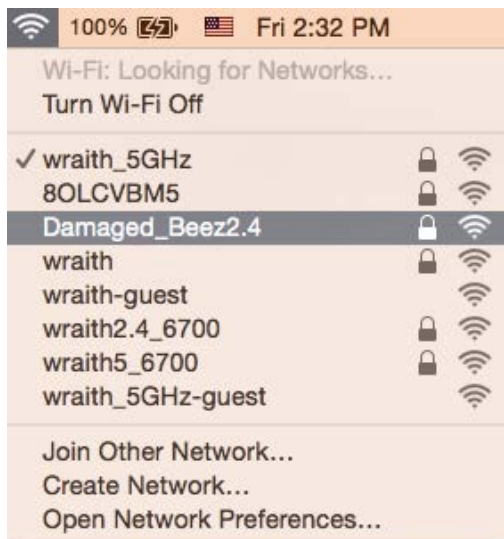 100% Fri 2:32 PM
Wi-Fi: Looking for Networks...
Turn Wi-Fi Off
✓ wraith_5GHz
8OLCVBM5
Damaged_Beez2.4
wraith
wraith-guest
wraith2.4_6700
wraith5_6700
wraith_5GHz-guest
Join Other Network...
Create Network...
Open Network Preferences...